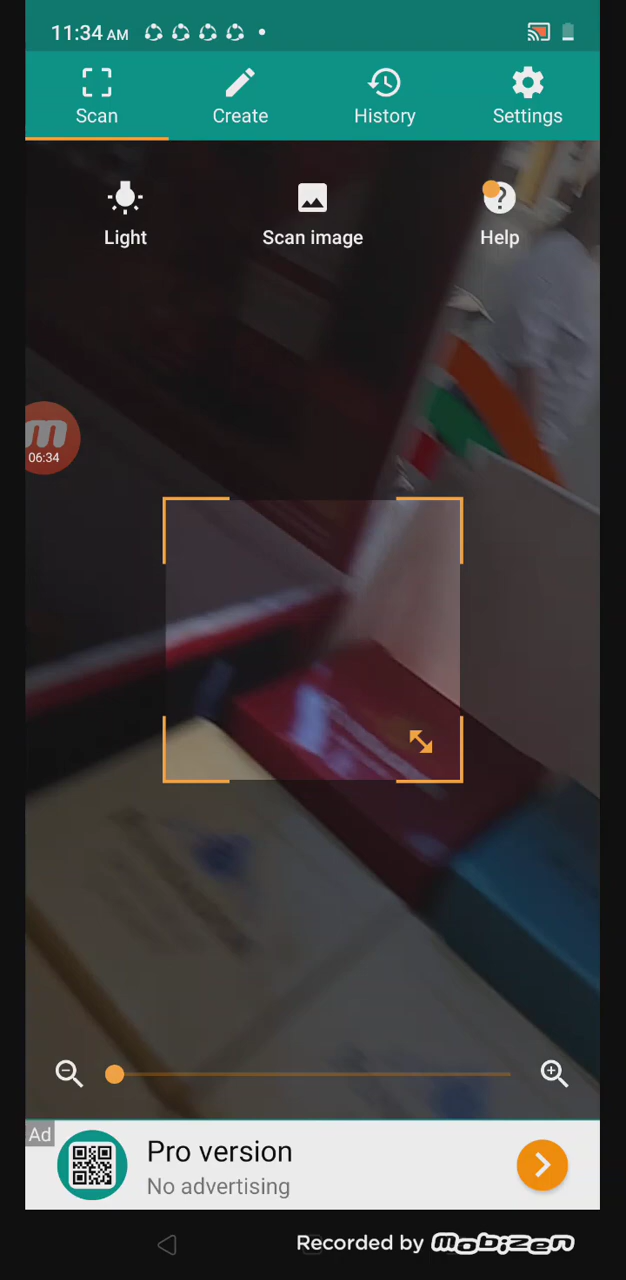 11:34 AM
Scan
Create
History
Settings
Light
Scan image
Help
06:34
Ad
Pro version
No advertising
Recorded by mobizen